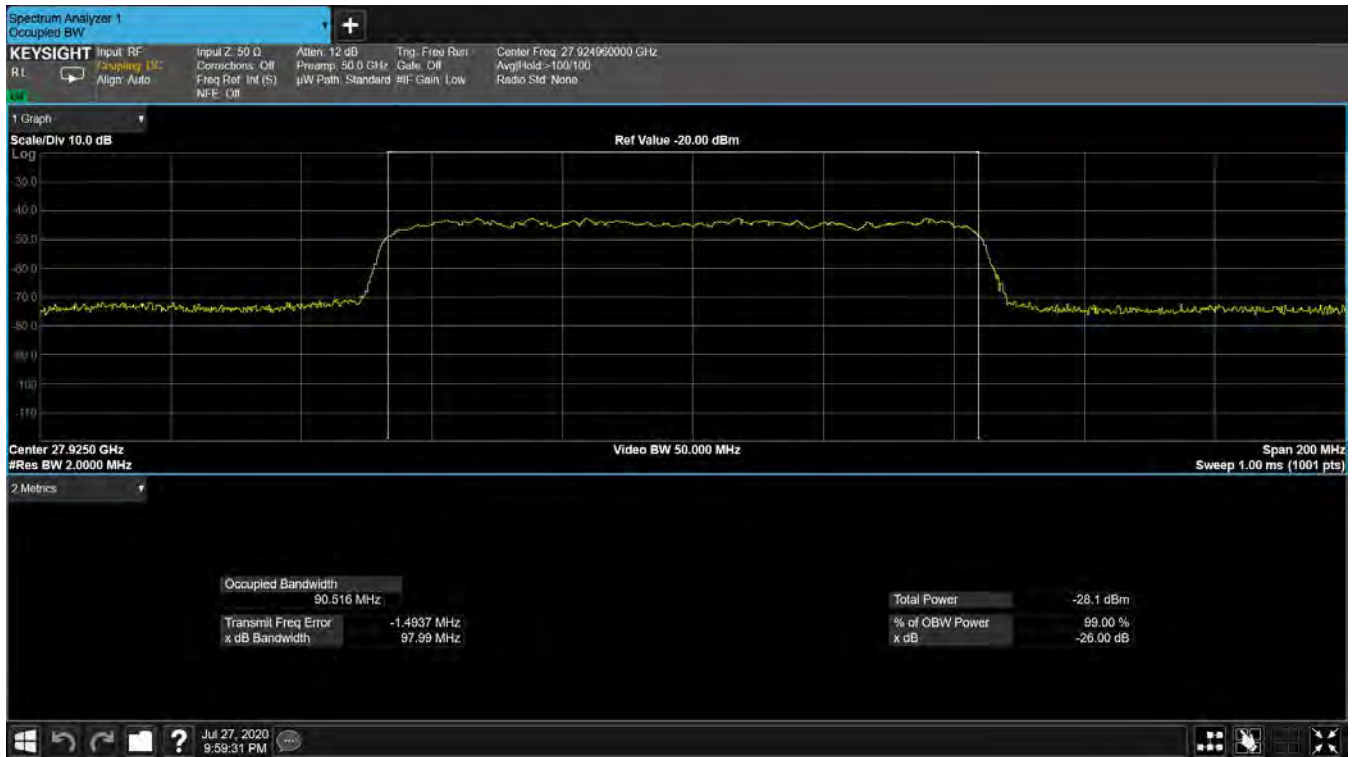 Spectrum Analyzer 1
Occupied BW
KEYSIGHT Input: RF Input Z: 50 Ω Atten: 12 dB Trig: Free Run Center Freq: 27.924960000 GHz
RL Coupling: DC Corrections: Off Preamp: 50.0 GHz Gate: Off Avg|Hold:>100/100
Align: Auto Freq Ref: Int (S) µW Path: Standard #IF Gain: Low Radio Std: None
NFE: Off
1 Graph
Scale/Div 10.0 dB Ref Value -20.00 dBm
Log
-30.0
-40.0
-50.0
-60.0
-70.0
-80.0
-90.0
-100
-110
Center 27.9250 GHz Video BW 50.000 MHz Span 200 MHz
#Res BW 2.0000 MHz Sweep 1.00 ms (1001 pts)
2 Metrics
Occupied Bandwidth
90.516 MHz
Total Power -28.1 dBm
Transmit Freq Error -1.4937 MHz % of OBW Power 99.00 %
x dB Bandwidth 97.99 MHz x dB -26.00 dB
? Jul 27, 2020
9:59:31 PM